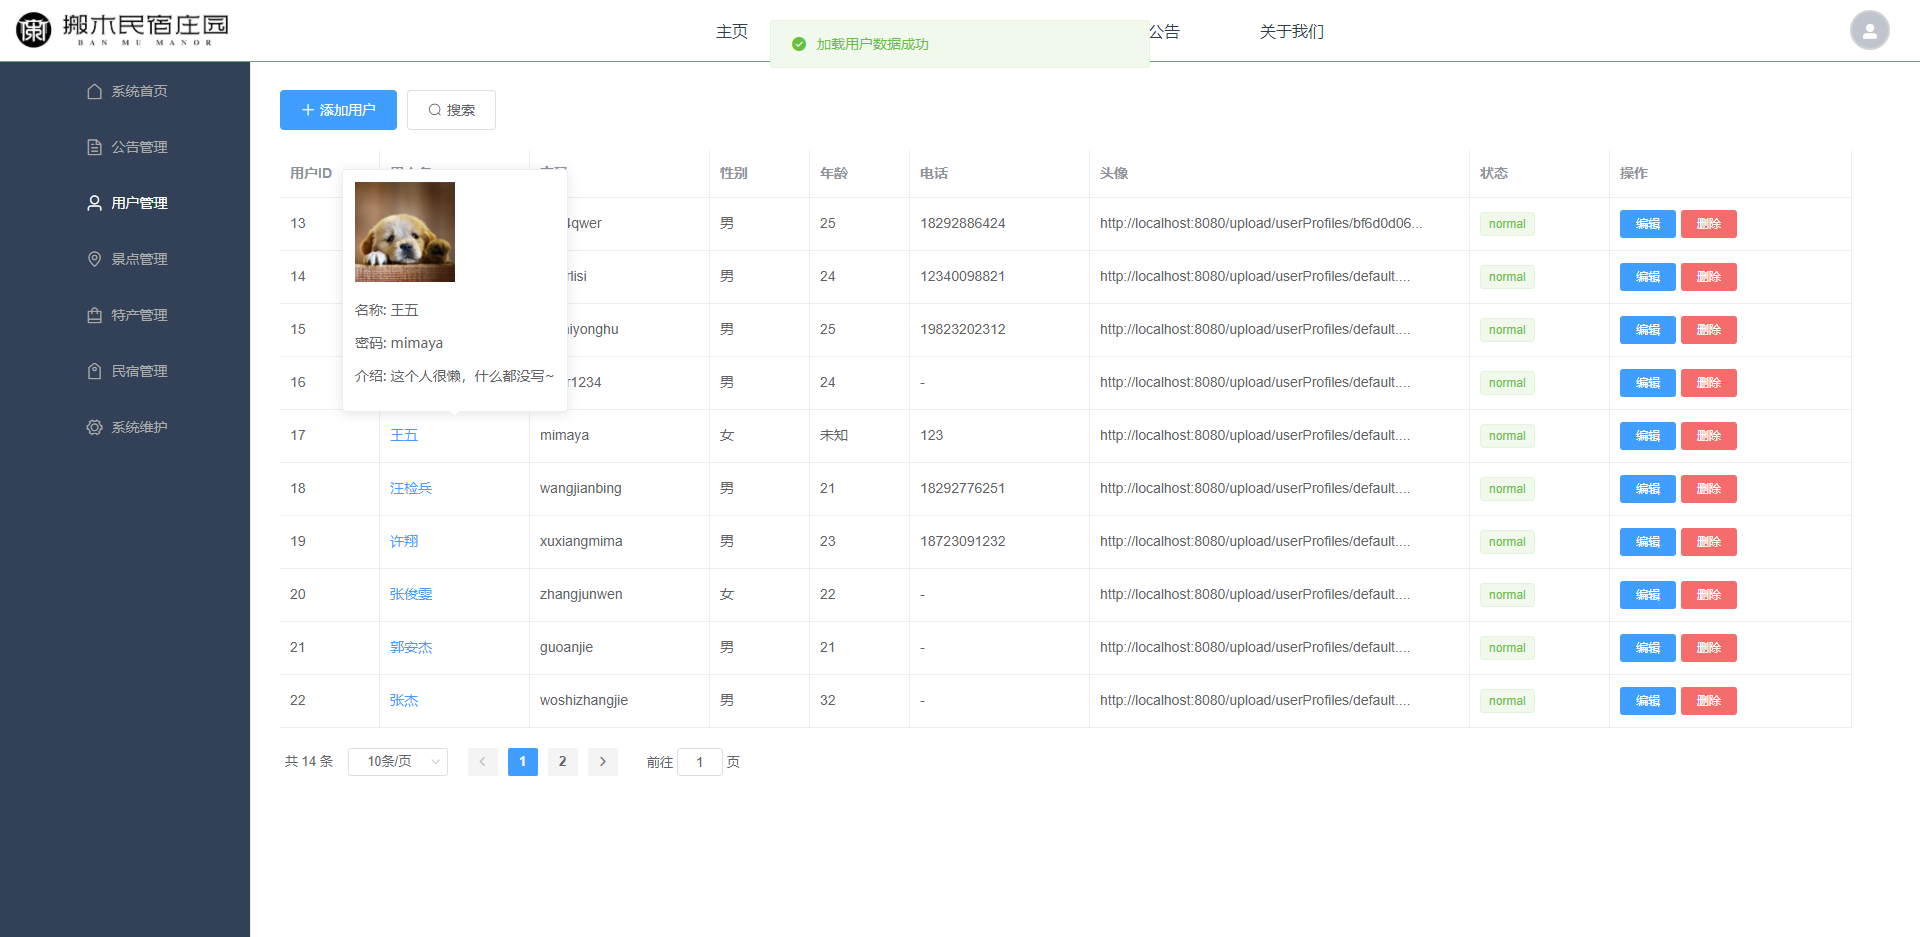 搬木民宿庄园
BAN MU MANOR
主页
公告
关于我们
加载用户数据成功
系统首页
公告管理
用户管理
景点管理
特产管理
民宿管理
系统维护
添加用户
搜索
用户ID 性别 年龄 电话 头像 状态 操作
13 4qwer 男 25 18292886424 http://localhost:8080/upload/userProfiles/bf6d0d06... normal 编辑 删除
14 rlisi 男 24 12340098821 http://localhost:8080/upload/userProfiles/default.... normal 编辑 删除
15 iyonghu 男 25 19823202312 http://localhost:8080/upload/userProfiles/default.... normal 编辑 删除
16 r1234 男 24 - http://localhost:8080/upload/userProfiles/default.... normal 编辑 删除
名称: 王五
密码: mimaya
介绍: 这个人很懒，什么都没写~
17 王五 mimaya 女 未知 123 http://localhost:8080/upload/userProfiles/default.... normal 编辑 删除
18 汪检兵 wangjianbing 男 21 18292776251 http://localhost:8080/upload/userProfiles/default.... normal 编辑 删除
19 许翔 xuxiangmima 男 23 18723091232 http://localhost:8080/upload/userProfiles/default.... normal 编辑 删除
20 张俊雯 zhangjunwen 女 22 - http://localhost:8080/upload/userProfiles/default.... normal 编辑 删除
21 郭安杰 guoanjie 男 21 - http://localhost:8080/upload/userProfiles/default.... normal 编辑 删除
22 张杰 woshizhangjie 男 32 - http://localhost:8080/upload/userProfiles/default.... normal 编辑 删除
共 14 条 10条/页 1 2 前往 1 页